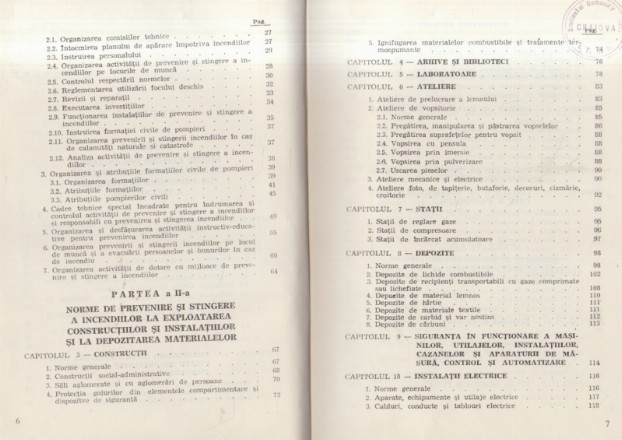 Pag.
2.1. Organizarea comisiilor tehnice 27
2.2. Întocmirea planului de apărare împotriva incendiilor 27
2.3. Instruirea personalului 29
2.4. Organizarea activității de prevenire și stingere a incendiilor pe locurile de muncă 28
2.5. Controlul respectării normelor 30
2.6. Reglementarea utilizării focului deschis
2.7. Revizii și reparații 33
2.8. Executarea investițiilor 34
2.9. Funcționarea instalațiilor de prevenire și stingere a incendiilor
2.10. Instruirea formației civile de pompieri 37
2.11. Organizarea prevenirii și stingerii incendiilor în caz de calamități naturale și catastrofe 37
2.12. Analiza activității de prevenire și stingere a incendiilor 38
3. Organizarea și atribuțiile formațiilor civile de pompieri 39
3.1. Organizarea formațiilor 39
3.2. Atribuțiile formațiilor 41
3.3. Atribuțiile pompierilor civili 45
4. Cadre tehnice special încadrate pentru îndrumarea și controlul activității de prevenire și stingere a incendiilor și responsabili cu prevenirea și stingerea incendiilor 49
5. Organizarea și desfășurarea activității instructiv-educative pentru prevenirea incendiilor 55
6. Organizarea prevenirii și stingerii incendiilor pe locul de muncă și a evacuării persoanelor și bunurilor în caz de incendiu 60
7. Organizarea activității de dotare cu mijloace de prevenire și stingere a incendiilor 64
PARTEA a II-a
NORME DE PREVENIRE ȘI STINGERE
A INCENDIILOR LA EXPLOATAREA
CONSTRUCȚIILOR ȘI INSTALAȚIILOR
ȘI LA DEPOZITAREA MATERIALELOR
CAPITOLUL 3 — CONSTRUCȚII 67
1. Norme generale 67
2. Construcții social-administrative 68
3. Săli aglomerate și cu aglomerări de persoane 70
4. Protecția golurilor din elementele compartimentare și dispozitive de siguranță 72
6
Pag.
CRAIOVA
5. Ignifugarea materialelor combustibile și tratamente termospumante 74
CAPITOLUL 4 — ARHIVE ȘI BIBLIOTECI 76
CAPITOLUL 5 — LABORATOARE 78
CAPITOLUL 6 — ATELIERE 83
1. Ateliere de prelucrare a lemnului 83
2. Ateliere de vopsitorie 85
2.1. Norme generale 85
2.2. Pregătirea, manipularea și păstrarea vopselelor 86
2.3. Pregătirea suprafețelor pentru vopsit 88
2.4. Vopsirea cu pensula 88
2.5. Vopsirea prin imersie 88
2.6. Vopsirea prin pulverizare
2.7. Uscarea pieselor
3. Ateliere mecanice și electrice 90
4. Ateliere foto, de tapițerie, butaforie, decoruri, cizmărie, croitorie 92
CAPITOLUL 7 — STAȚII 95
1. Stații de reglare gaze 95
2. Stații de compresoare 96
3. Stații de încărcat acumulatoare 97
CAPITOLUL 8 — DEPOZITE 98
1. Norme generale 98
2. Depozite de lichide combustibile 102
3. Depozite de recipienți transportabili cu gaze comprimate sau lichefiate 108
4. Depozite de material lemnos 110
5. Depozite de hârtie 111
6. Depozite de materiale textile 111
7. Depozite de carbid și var nestins 112
8. Depozite de cărbuni 113
CAPITOLUL 9 — SIGURANȚA ÎN FUNCȚIONARE A MAȘINILOR, UTILAJELOR, INSTALAȚIILOR, CAZANELOR ȘI APARATURII DE MĂSURĂ, CONTROL ȘI AUTOMATIZARE 114
CAPITOLUL 10 — INSTALAȚII ELECTRICE 116
1. Norme generale 116
2. Aparate, echipamente și utilaje electrice 117
3. Cabluri, conducte și tablouri electrice 118
7